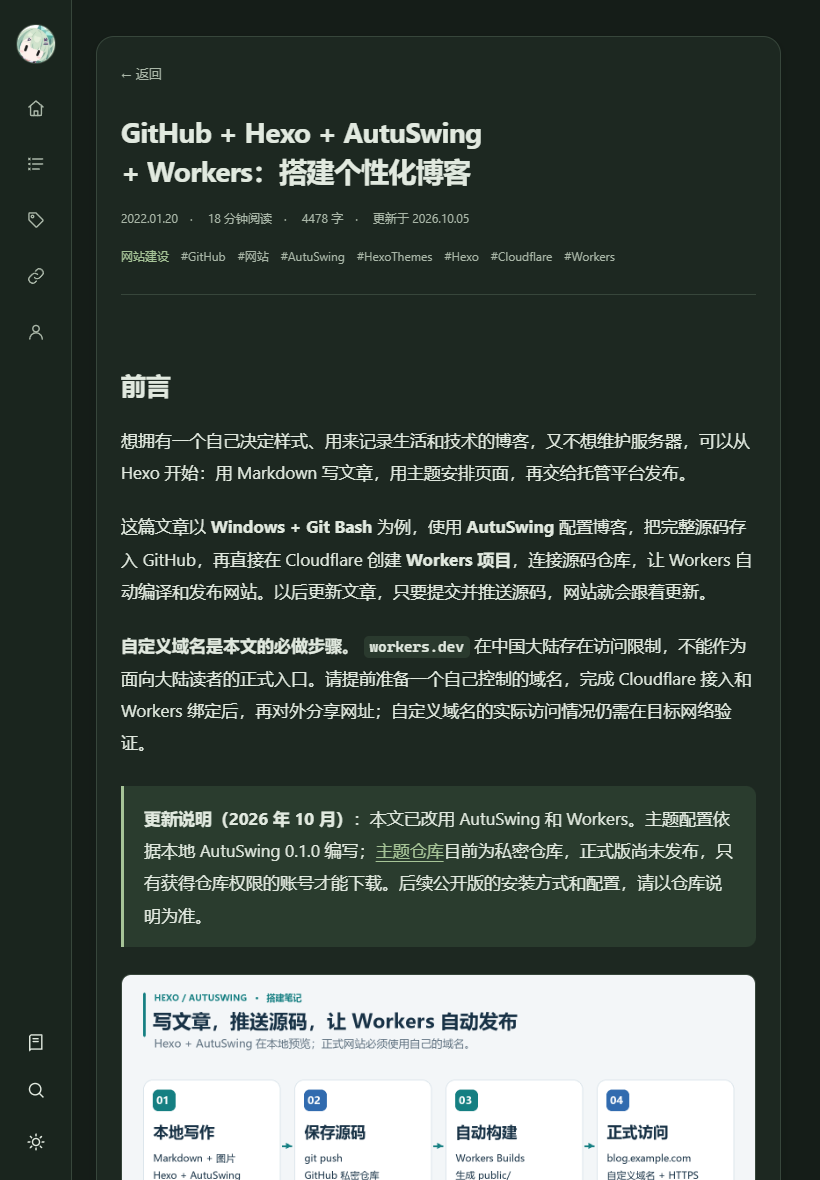 ← 返回
GitHub + Hexo + AutuSwing
+ Workers：搭建个性化博客
2022.01.20 · 18 分钟阅读 · 4478 字 · 更新于 2026.10.05
网站建设 #GitHub #网站 #AutuSwing #HexoThemes #Hexo #Cloudflare #Workers
前言
想拥有一个自己决定样式、用来记录生活和技术的博客，又不想维护服务器，可以从
Hexo 开始：用 Markdown 写文章，用主题安排页面，再交给托管平台发布。
这篇文章以 Windows + Git Bash 为例，使用 AutuSwing 配置博客，把完整源码存
入 GitHub，再直接在 Cloudflare 创建 Workers 项目，连接源码仓库，让 Workers 自
动编译和发布网站。以后更新文章，只要提交并推送源码，网站就会跟着更新。
自定义域名是本文的必做步骤。 workers.dev 在中国大陆存在访问限制，不能作为
面向大陆读者的正式入口。请提前准备一个自己控制的域名，完成 Cloudflare 接入和
Workers 绑定后，再对外分享网址；自定义域名的实际访问情况仍需在目标网络验
证。
更新说明（2026 年 10 月）：本文已改用 AutuSwing 和 Workers。主题配置依
据本地 AutuSwing 0.1.0 编写；主题仓库目前为私密仓库，正式版尚未发布，只
有获得仓库权限的账号才能下载。后续公开版的安装方式和配置，请以仓库说
明为准。
HEXO / AUTUSWING · 搭建笔记
写文章，推送源码，让 Workers 自动发布
Hexo + AutuSwing 在本地预览；正式网站必须使用自己的域名。
01
本地写作
Markdown + 图片
Hexo + AutuSwing
02
保存源码
git push
GitHub 私密仓库
03
自动构建
Workers Builds
生成 public/
04
正式访问
blog.example.com
自定义域名 + HTTPS